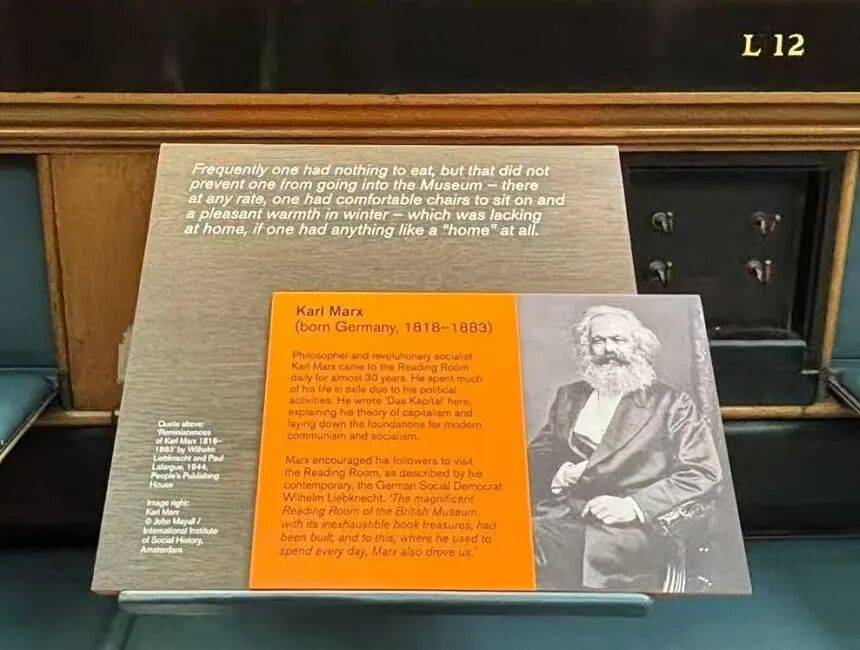 L 12
Frequently one had nothing to eat, but that did not
prevent one from going into the Museum – there
at any rate, one had comfortable chairs to sit on and
a pleasant warmth in winter – which was lacking
at home, if one had anything like a "home" at all.
Karl Marx
(born Germany, 1818–1883)
Philosopher and revolutionary socialist
Karl Marx came to the Reading Room
daily for almost 30 years. He spent much
of his life in exile due to his political
activities. He wrote 'Das Kapital' here,
explaining his theory of capitalism and
laying down the foundations for modern
communism and socialism.
Marx encouraged his followers to visit
the Reading Room, as described by his
contemporary, the German Social Democrat
Wilhelm Liebknecht. 'The magnificent
Reading Room of the British Museum,
with its inexhaustible book treasures, had
been built, and to this, where he used to
spend every day, Marx also drove us.'
Quote above:
'Reminiscences
of Karl Marx 1818–
1883' by Wilhelm
Liebknecht and Paul
Lafargue, 1944,
People's Publishing
House
Image right:
Karl Marx
© John Mayall /
International Institute
of Social History,
Amsterdam